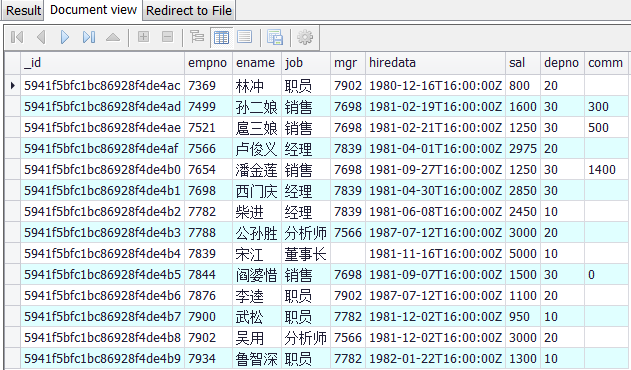 Result Document view Redirect to File
_id empno ename job mgr hiredata sal depno comm
5941f5bfc1bc86928f4de4ac 7369 林冲 职员 7902 1980-12-16T16:00:00Z 800 20
5941f5bfc1bc86928f4de4ad 7499 孙二娘 销售 7698 1981-02-19T16:00:00Z 1600 30 300
5941f5bfc1bc86928f4de4ae 7521 扈三娘 销售 7698 1981-02-21T16:00:00Z 1250 30 500
5941f5bfc1bc86928f4de4af 7566 卢俊义 经理 7839 1981-04-01T16:00:00Z 2975 20
5941f5bfc1bc86928f4de4b0 7654 潘金莲 销售 7698 1981-09-27T16:00:00Z 1250 30 1400
5941f5bfc1bc86928f4de4b1 7698 西门庆 经理 7839 1981-04-30T16:00:00Z 2850 30
5941f5bfc1bc86928f4de4b2 7782 柴进 经理 7839 1981-06-08T16:00:00Z 2450 10
5941f5bfc1bc86928f4de4b3 7788 公孙胜 分析师 7566 1987-07-12T16:00:00Z 3000 20
5941f5bfc1bc86928f4de4b4 7839 宋江 董事长 1981-11-16T16:00:00Z 5000 10
5941f5bfc1bc86928f4de4b5 7844 阎婆惜 销售 7698 1981-09-07T16:00:00Z 1500 30 0
5941f5bfc1bc86928f4de4b6 7876 李逵 职员 7902 1987-07-12T16:00:00Z 1100 20
5941f5bfc1bc86928f4de4b7 7900 武松 职员 7782 1981-12-02T16:00:00Z 950 10
5941f5bfc1bc86928f4de4b8 7902 吴用 分析师 7566 1981-12-02T16:00:00Z 3000 20
5941f5bfc1bc86928f4de4b9 7934 鲁智深 职员 7782 1982-01-22T16:00:00Z 1300 10